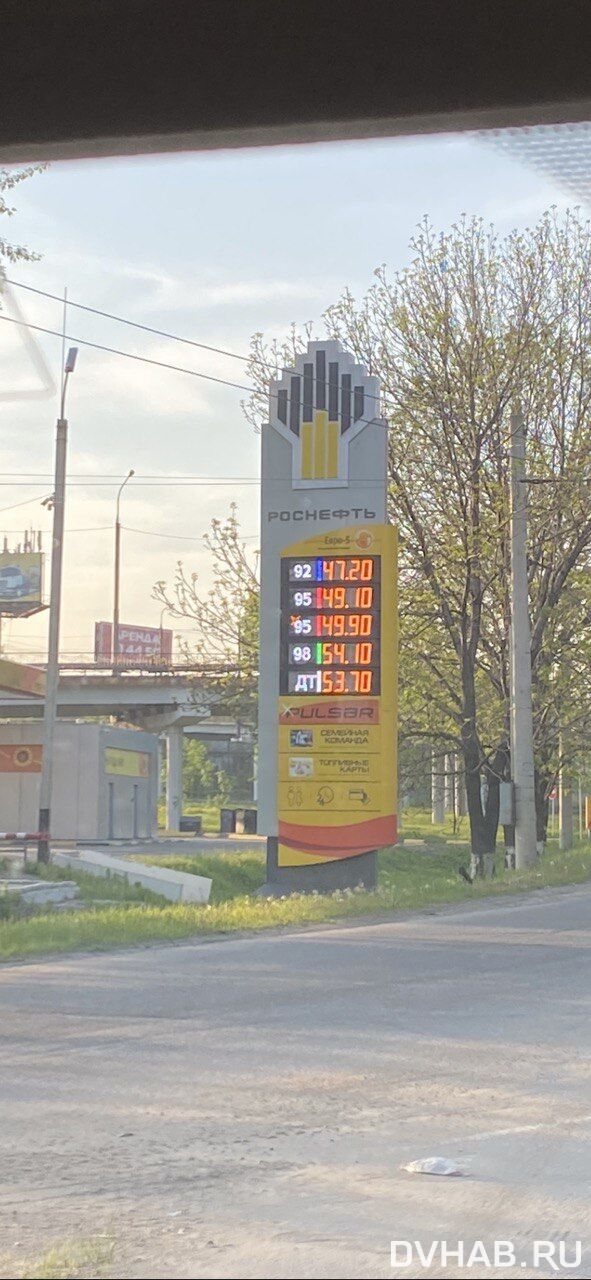 РОСНЕФТЬ
Евро-5
92 47.20
95 49.10
95 49.90
98 54.10
ДТ 53.70
PULSAR
СЕМЕЙНАЯ
КОМАНДА
ТОПЛИВНЫЕ
КАРТЫ
24
DVHAB.RU